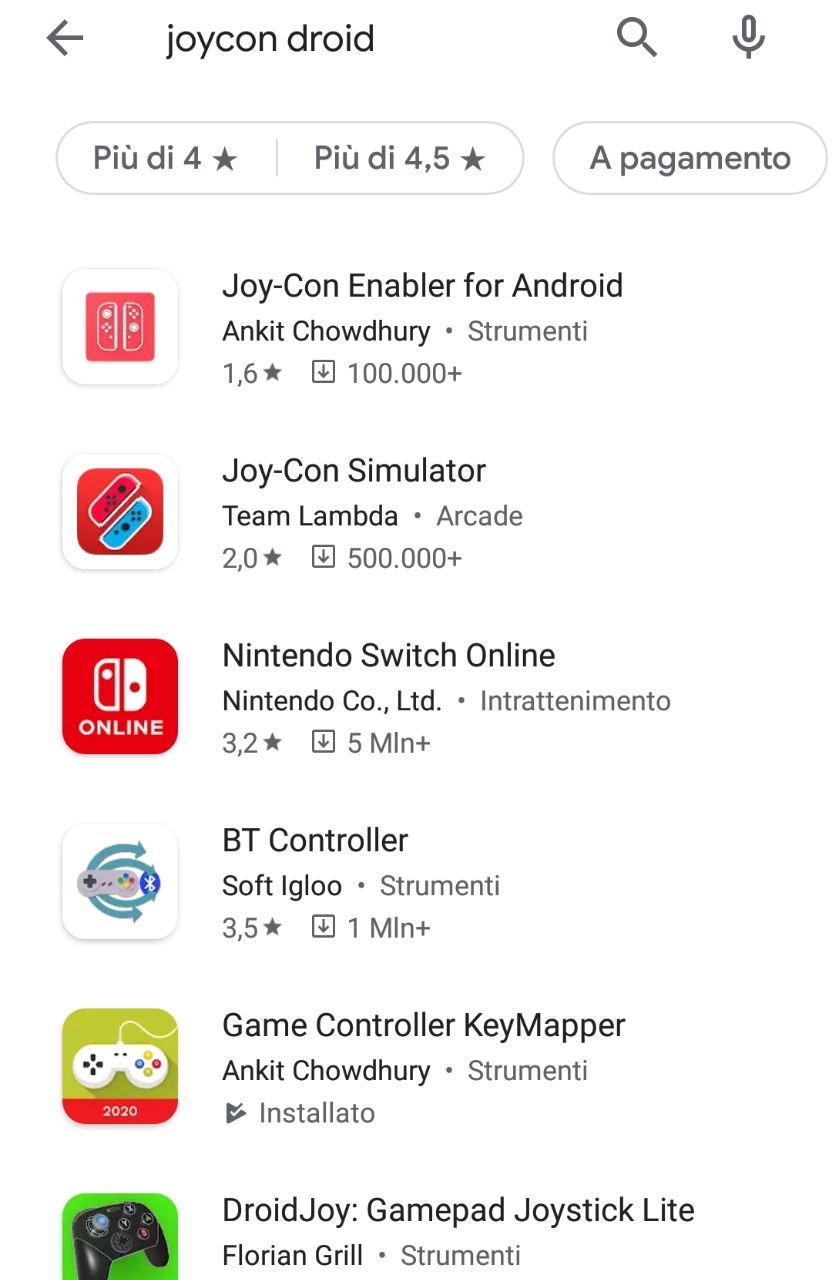 joycon droid
Più di 4 ★ Più di 4,5 ★ A pagamento
Joy-Con Enabler for Android
Ankit Chowdhury • Strumenti
1,6 ★ 100.000+
Joy-Con Simulator
Team Lambda • Arcade
2,0 ★ 500.000+
Nintendo Switch Online
ONLINE
Nintendo Co., Ltd. • Intrattenimento
3,2 ★ 5 Mln+
BT Controller
Soft Igloo • Strumenti
3,5 ★ 1 Mln+
Game Controller KeyMapper
Ankit Chowdhury • Strumenti
2020
Installato
DroidJoy: Gamepad Joystick Lite
Florian Grill • Strumenti